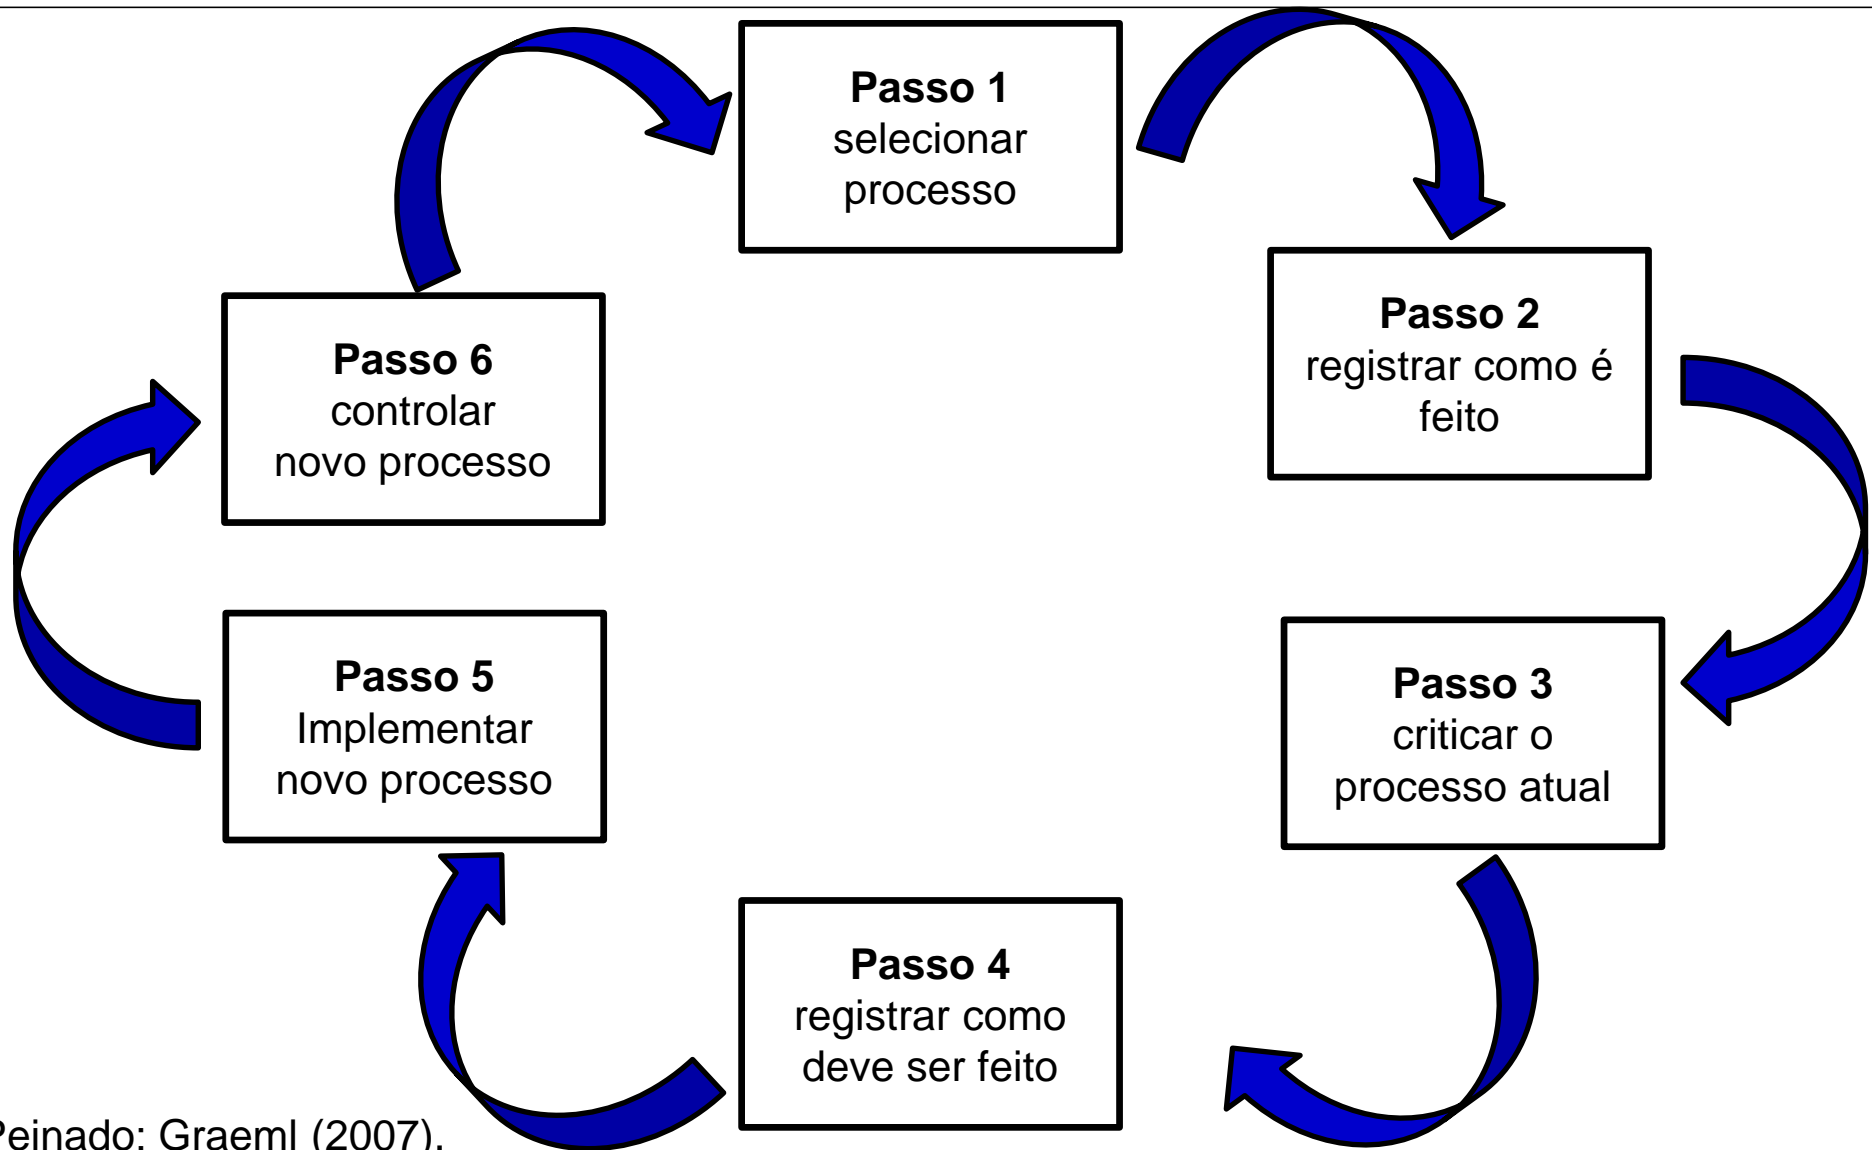 Passo 1
selecionar
processo
Passo 2
registrar como é
feito
Passo 3
criticar o
processo atual
Passo 4
registrar como
deve ser feito
Passo 5
Implementar
novo processo
Passo 6
controlar
novo processo
Peinado; Graeml (2007).